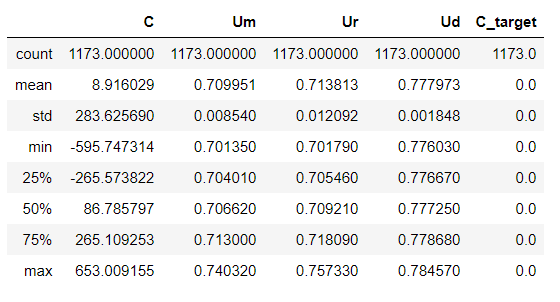 C Um Ur Ud C_target
count 1173.000000 1173.000000 1173.000000 1173.000000 1173.0
mean 8.916029 0.709951 0.713813 0.777973 0.0
std 283.625690 0.008540 0.012092 0.001848 0.0
min -595.747314 0.701350 0.701790 0.776030 0.0
25% -265.573822 0.704010 0.705460 0.776670 0.0
50% 86.785797 0.706620 0.709210 0.777250 0.0
75% 265.109253 0.713000 0.718090 0.778680 0.0
max 653.009155 0.740320 0.757330 0.784570 0.0